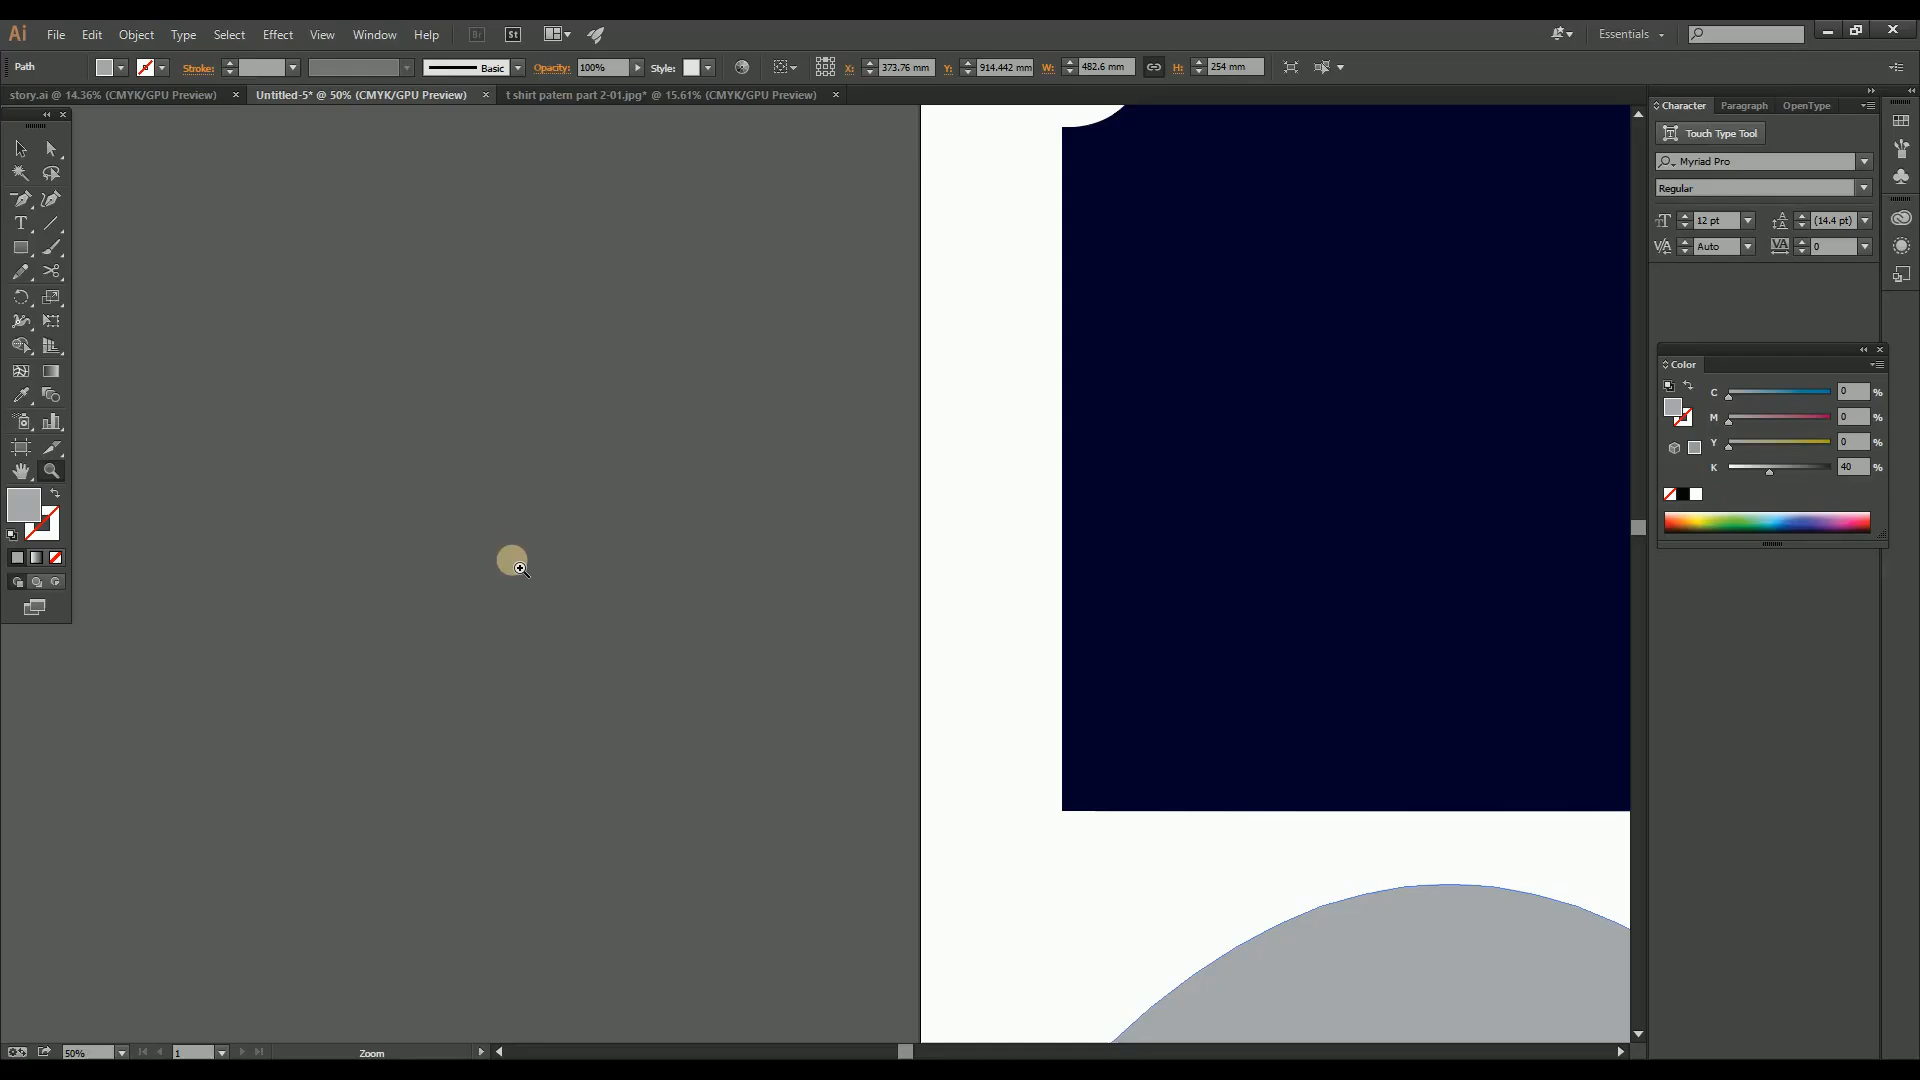 Ai File Edit Object Type Select Effect View Window Help Br St Essentials
Path Stroke: Basic Opacity: 100% Style: X: 373.76 mm Y: 914.442 mm W: 482.6 mm H: 254 mm
story.ai @ 14.36% (CMYK/GPU Preview) Untitled-5* @ 50% (CMYK/GPU Preview) t shirt patern part 2-01.jpg* @ 15.61% (CMYK/GPU Preview)
Character Paragraph OpenType
Touch Type Tool
Myriad Pro
Regular
12 pt (14.4 pt)
Auto 0
Color
C 0 %
M 0 %
Y 0 %
K 40 %
50% 1 Zoom